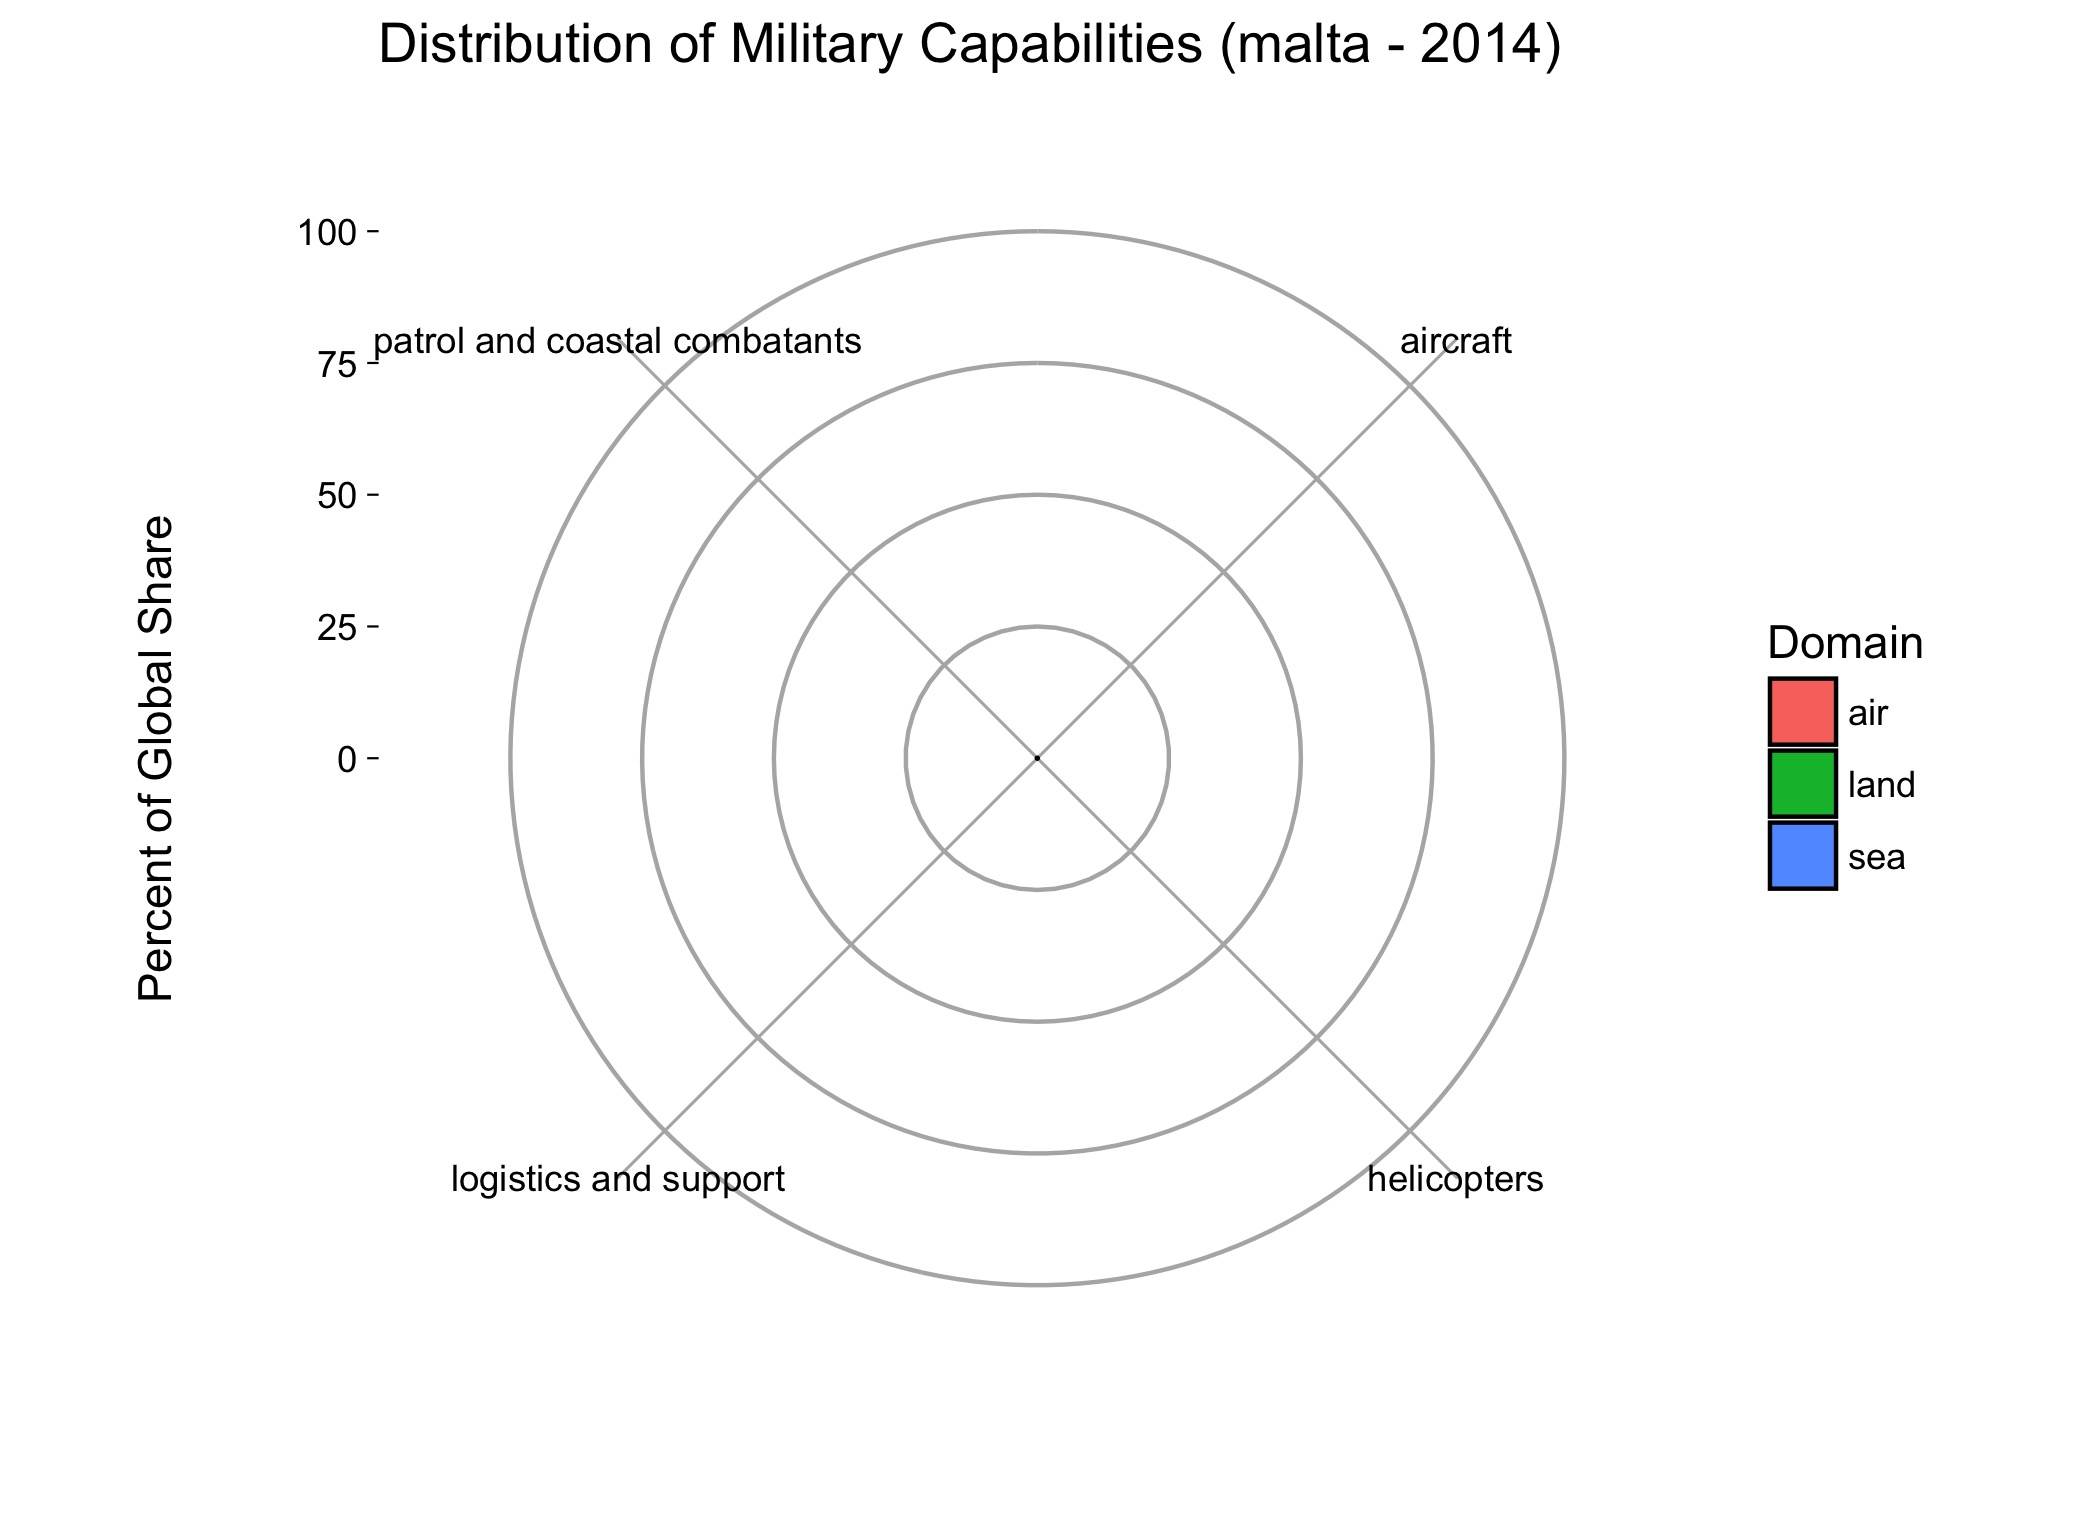 Distribution of Military Capabilities (malta - 2014)
100
patrol and coastal combatants
aircraft
75
50
25
0
Percent of Global Share
Domain
air
land
sea
logistics and support
helicopters